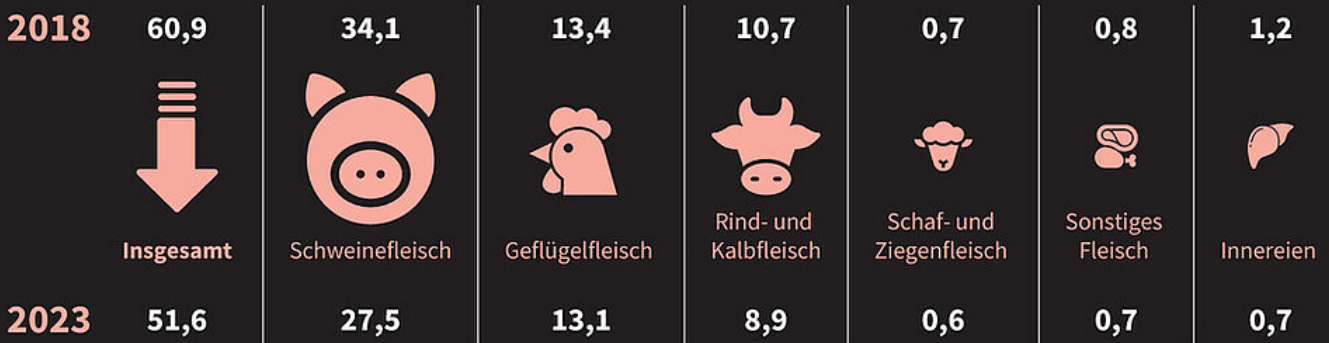 2018 60,9 34,1 13,4 10,7 0,7 0,8 1,2
Rind- und Schaf- und Sonstiges
Insgesamt Schweinefleisch Geflügelfleisch Kalbfleisch Ziegenfleisch Fleisch Innereien
2023 51,6 27,5 13,1 8,9 0,6 0,7 0,7